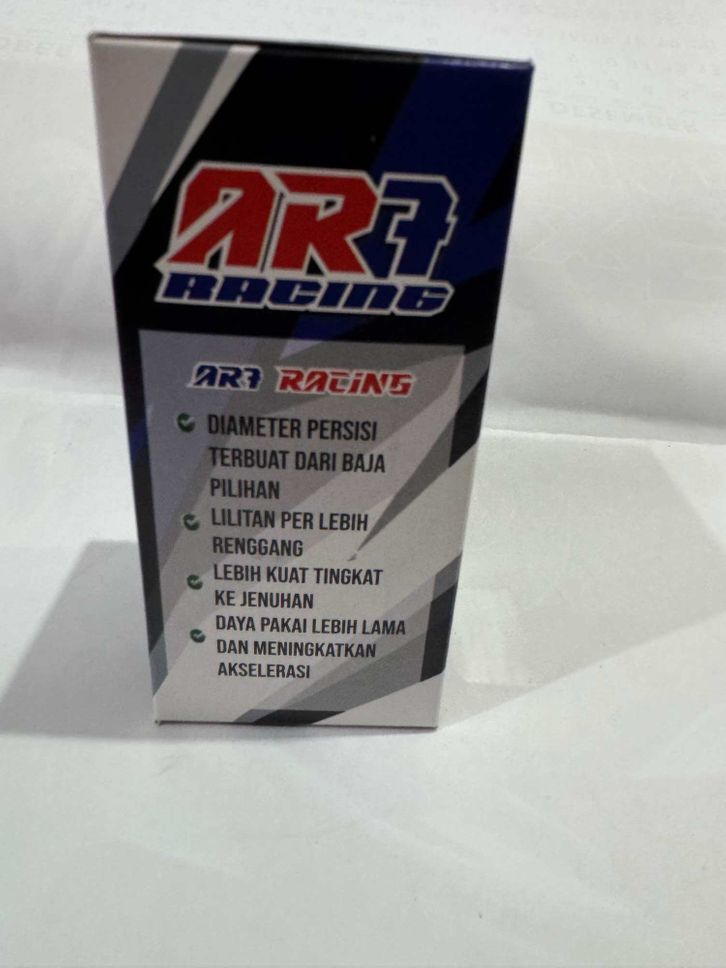 AR7
RACING
AR7 RACING
DIAMETER PERSISI
TERBUAT DARI BAJA
PILIHAN
LILITAN PER LEBIH
RENGGANG
LEBIH KUAT TINGKAT
KE JENUHAN
DAYA PAKAI LEBIH LAMA
DAN MENINGKATKAN
AKSELERASI